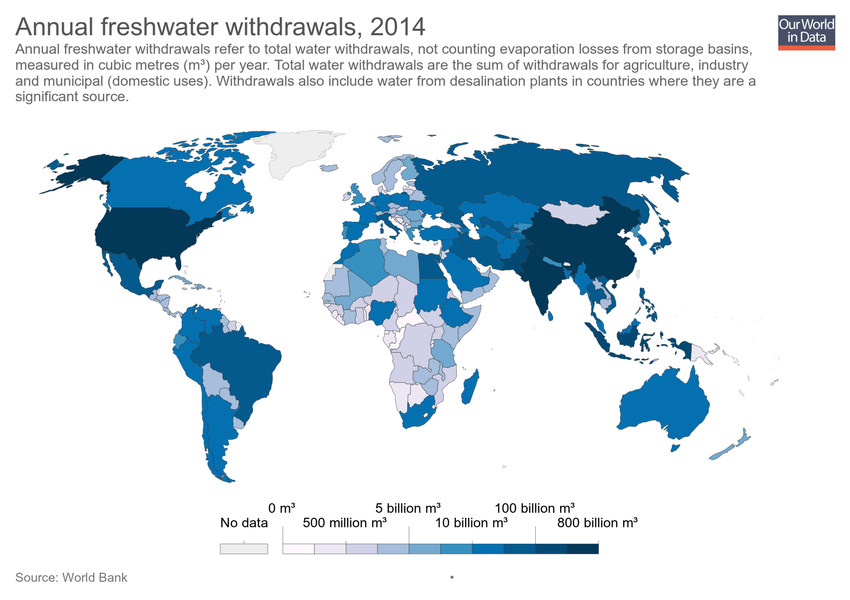 Annual freshwater withdrawals, 2014
Our World
in Data
Annual freshwater withdrawals refer to total water withdrawals, not counting evaporation losses from storage basins,
measured in cubic metres (m³) per year. Total water withdrawals are the sum of withdrawals for agriculture, industry
and municipal (domestic uses). Withdrawals also include water from desalination plants in countries where they are a
significant source.
0 m³ 5 billion m³ 100 billion m³
No data 500 million m³ 10 billion m³ 800 billion m³
Source: World Bank